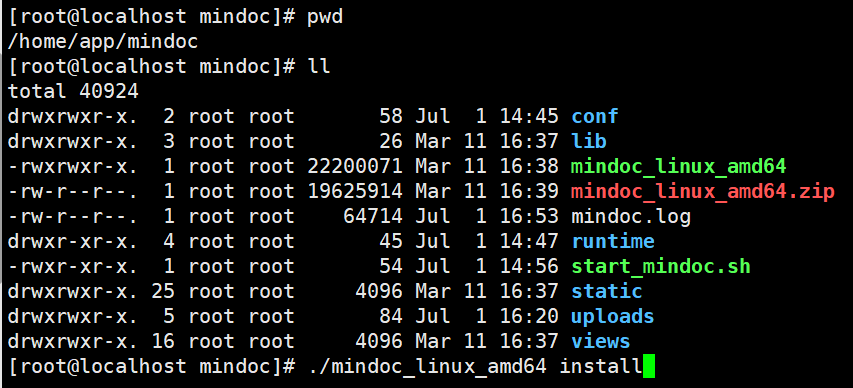 [root@localhost mindoc]# pwd
/home/app/mindoc
[root@localhost mindoc]# ll
total 40924
drwxrwxr-x.  2 root root       58 Jul  1 14:45 conf
drwxrwxr-x.  3 root root       26 Mar 11 16:37 lib
-rwxrwxr-x.  1 root root 22200071 Mar 11 16:38 mindoc_linux_amd64
-rw-r--r--.  1 root root 19625914 Mar 11 16:39 mindoc_linux_amd64.zip
-rw-r--r--.  1 root root    64714 Jul  1 16:53 mindoc.log
drwxr-xr-x.  4 root root       45 Jul  1 14:47 runtime
-rwxr-xr-x.  1 root root       54 Jul  1 14:56 start_mindoc.sh
drwxrwxr-x. 25 root root     4096 Mar 11 16:37 static
drwxrwxr-x.  5 root root       84 Jul  1 16:20 uploads
drwxrwxr-x. 16 root root     4096 Mar 11 16:37 views
[root@localhost mindoc]# ./mindoc_linux_amd64 install